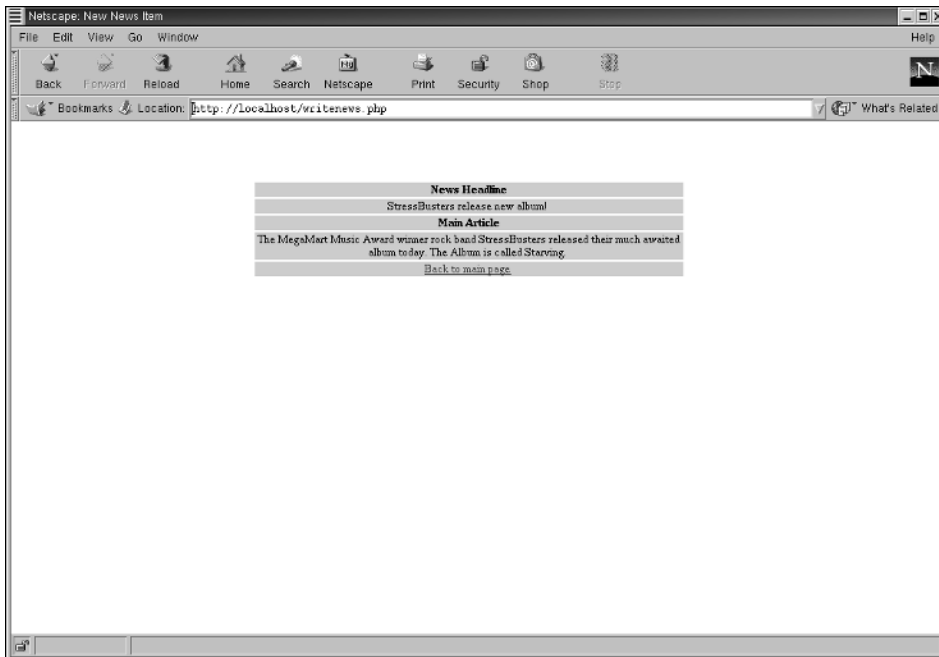 Netscape: New News Item
File Edit View Go Window Help
Back Forward Reload Home Search Netscape Print Security Shop Stop
Bookmarks Location: http://localhost/writenews.php What's Related
News Headline
StressBusters release new album!
Main Article
The MegaMart Music Award winner rock band StressBusters released their much awaited
album today. The Album is called Starving.
Back to main page